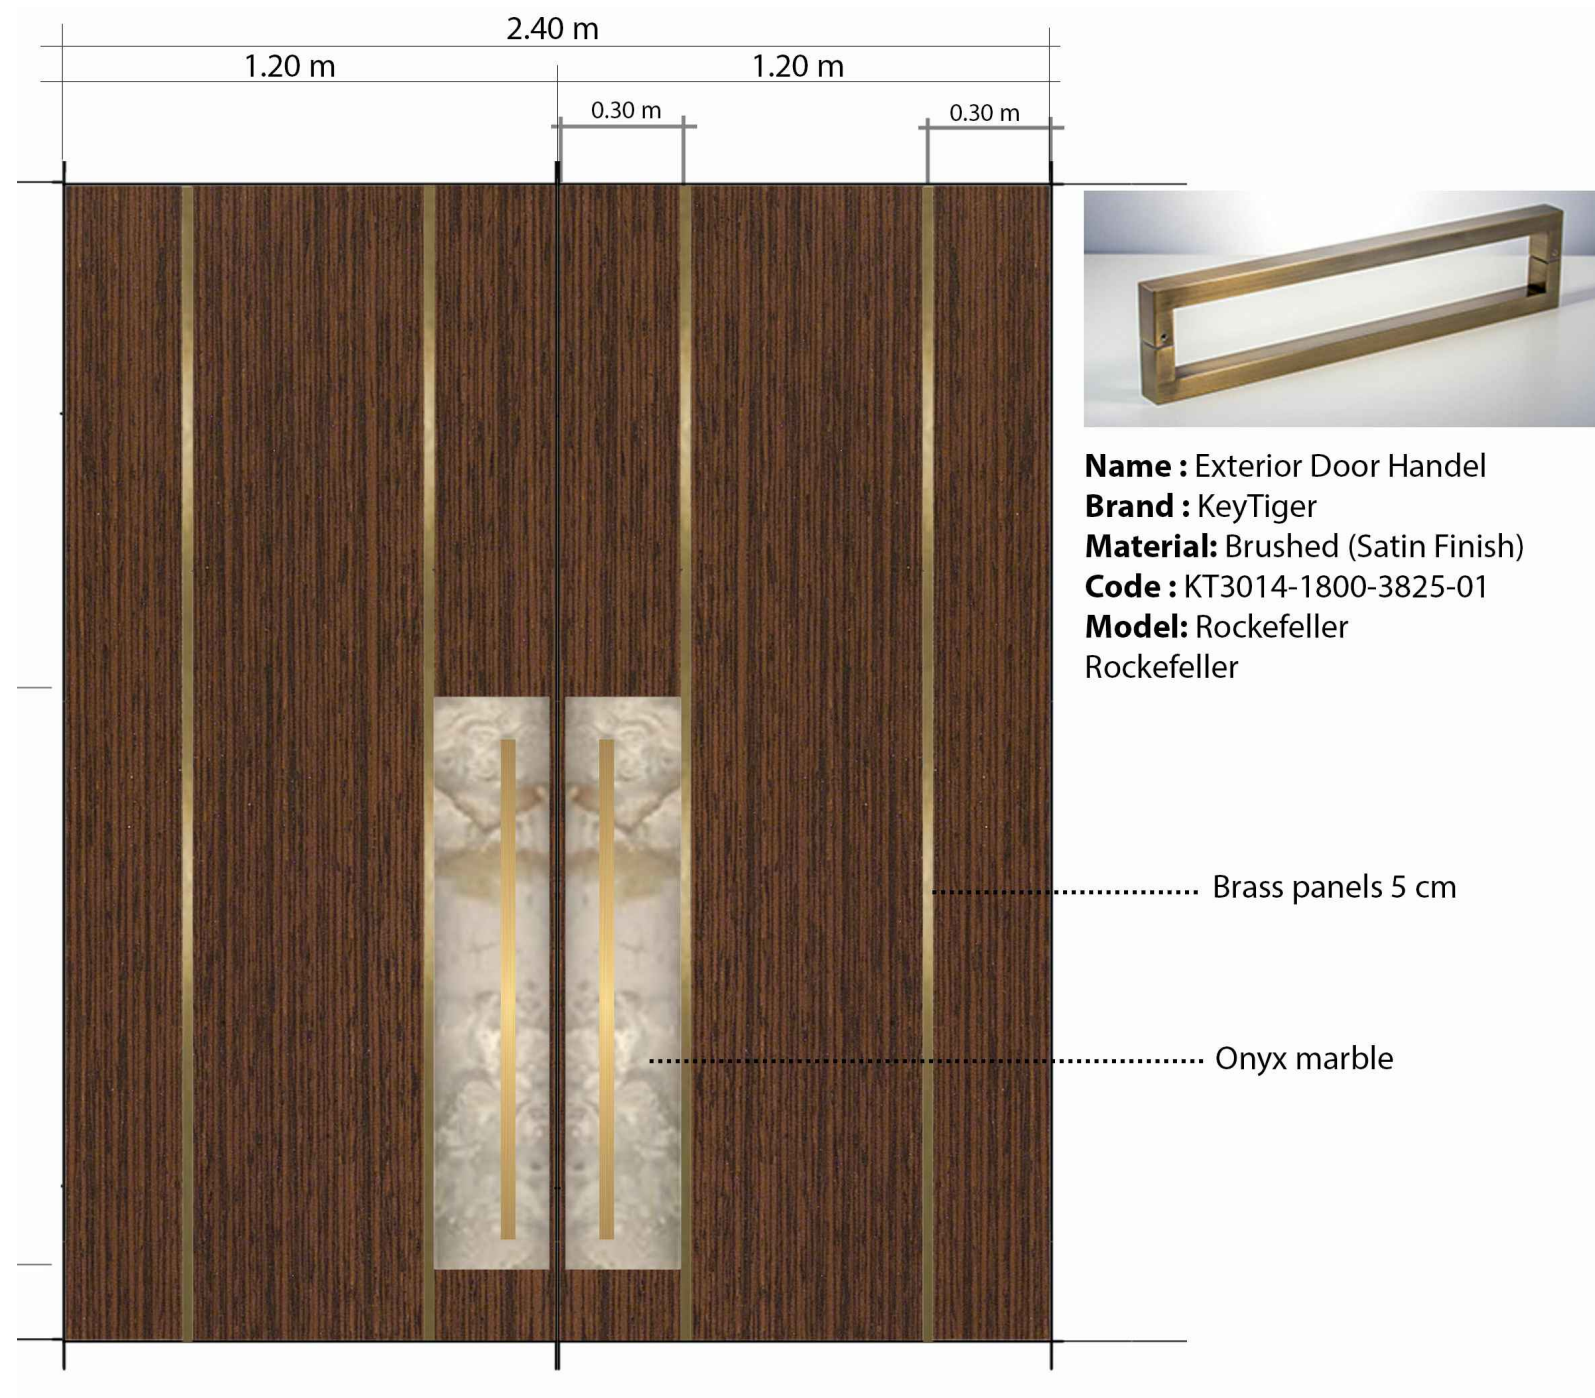 2.40 m
1.20 m
1.20 m
0.30 m
0.30 m
Name : Exterior Door Handel
Brand : KeyTiger
Material: Brushed (Satin Finish)
Code : KT3014-1800-3825-01
Model: Rockefeller
Rockefeller
Brass panels 5 cm
Onyx marble